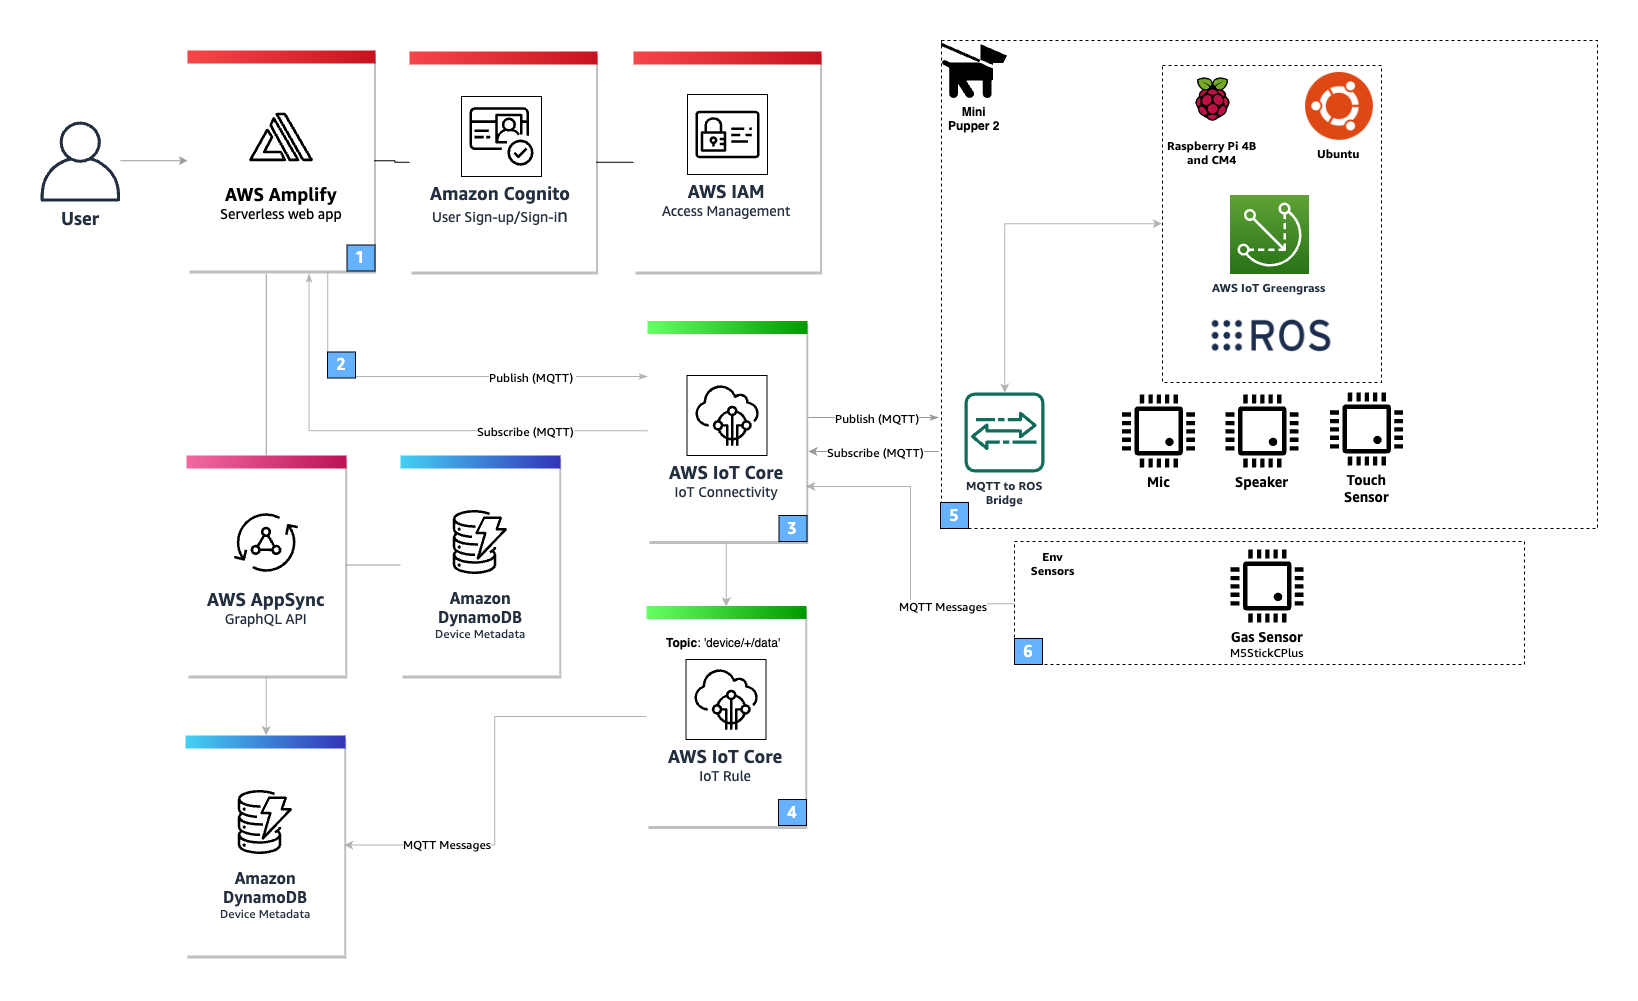 User
AWS Amplify
Serverless web app
1
Amazon Cognito
User Sign-up/Sign-in
AWS IAM
Access Management
2
Publish (MQTT)
Subscribe (MQTT)
AWS IoT Core
IoT Connectivity
3
Publish (MQTT)
Subscribe (MQTT)
MQTT Messages
Mini
Pupper 2
Raspberry Pi 4B
and CM4
Ubuntu
AWS IoT Greengrass
ROS
MQTT to ROS
Bridge
Mic
Speaker
Touch
Sensor
5
Env
Sensors
Gas Sensor
M5StickCPlus
6
AWS AppSync
GraphQL API
Amazon
DynamoDB
Device Metadata
Topic: 'device/+/data'
AWS IoT Core
IoT Rule
4
MQTT Messages
Amazon
DynamoDB
Device Metadata